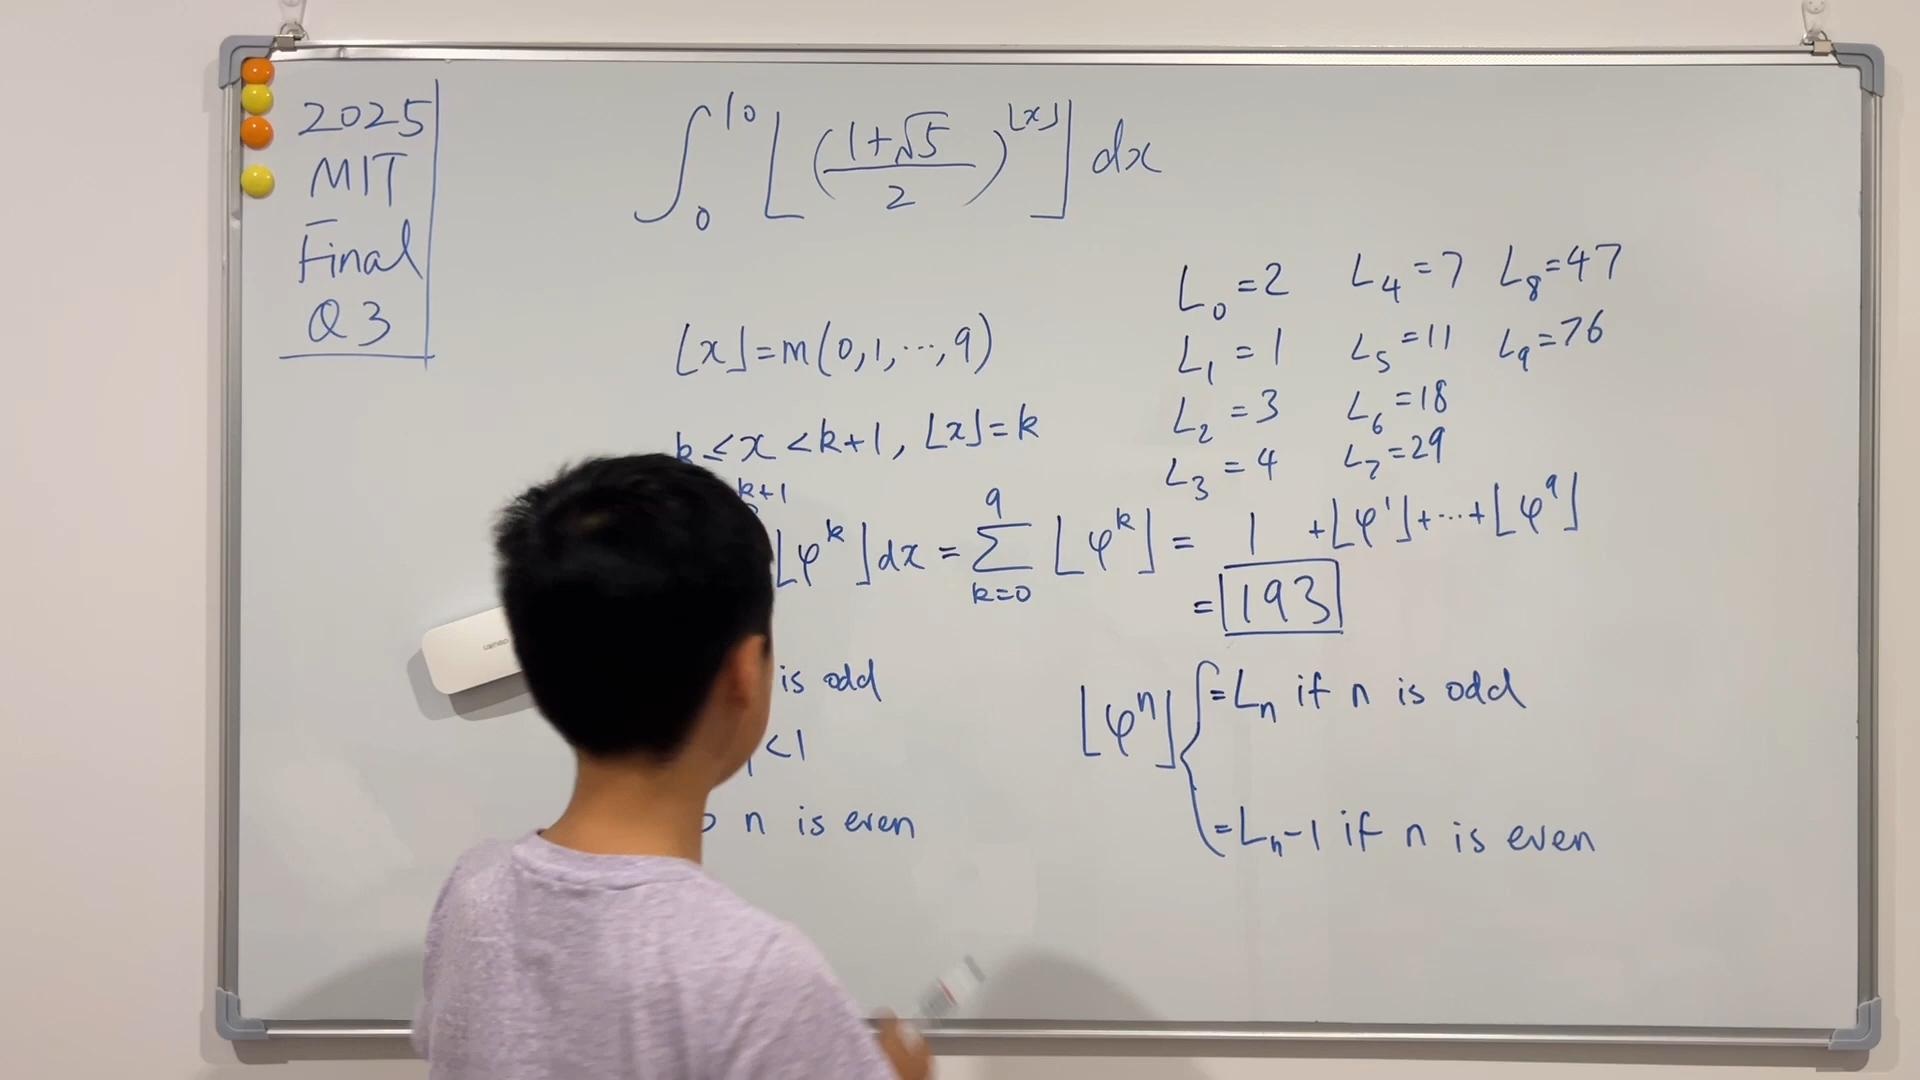 2025
MIT
Final
Q3
∫₀¹⁰ ⌊((1+√5)/2)^⌊x⌋⌋ dx
⌊x⌋=m(0,1,⋯,9)
k≤x<k+1, ⌊x⌋=k
k+1
⌊φ^k⌋dx = Σ_{k=0}^{9} ⌊φ^k⌋ = 1 +⌊φ¹⌋+⋯+⌊φ⁹⌋
= 193
is odd
<1
n is even
L₀=2 L₄=7 L₈=47
L₁=1 L₅=11 L₉=76
L₂=3 L₆=18
L₃=4 L₇=29
⌊φⁿ⌋ { =Lₙ if n is odd
=Lₙ-1 if n is even